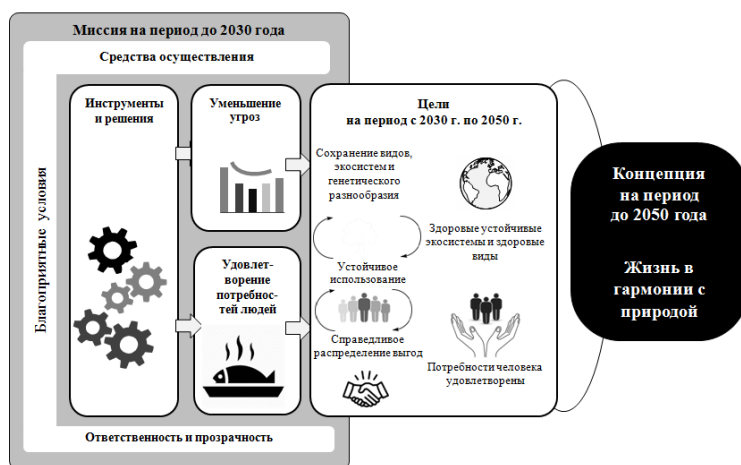 Миссия на период до 2030 года
Средства осуществления
Благоприятные условия
Инструменты
и решения
Уменьшение
угроз
Удовлет-
ворение
потребнос-
тей людей
Цели
на период с 2030 г. по 2050 г.
Сохранение видов,
экосистем и
генетического
разнообразия
Устойчивое
использование
Справедливое
распределение выгод
Здоровые устойчивые
экосистемы и здоровые
виды
Потребности человека
удовлетворены
Концепция
на период
до 2050 года
Жизнь в
гармонии с
природой
Ответственность и прозрачность